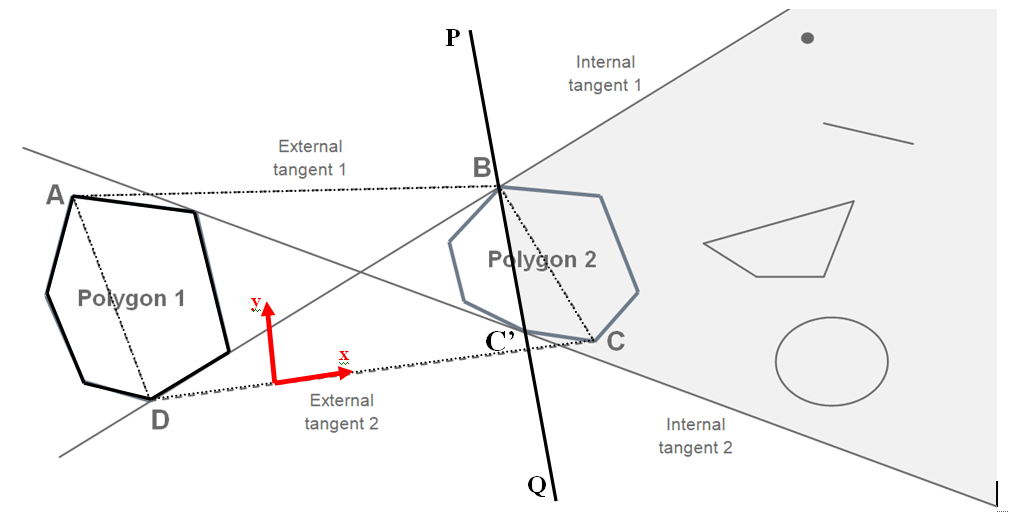 P
Internal
tangent 1
External
tangent 1
B
A
Polygon 2
Polygon 1
y
C’
C
x
External
tangent 2
D
Internal
tangent 2
Q